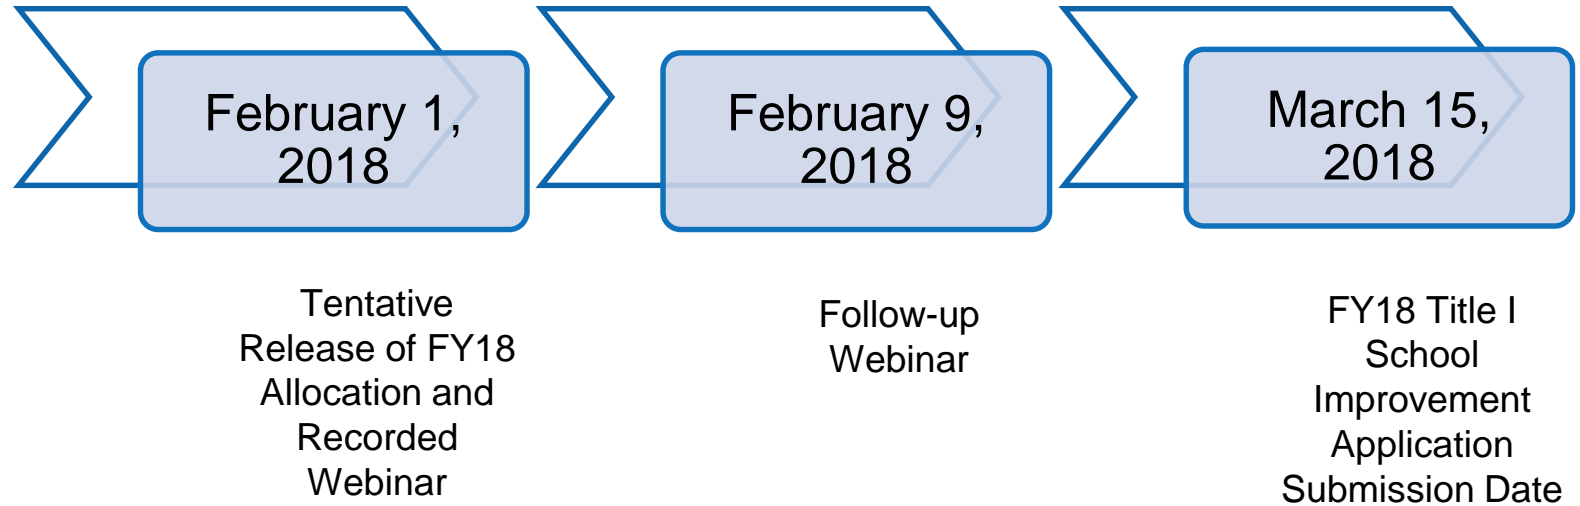 February 1,
2018
February 9,
2018
March 15,
2018
Tentative
Release of FY18
Allocation and
Recorded
Webinar
Follow-up
Webinar
FY18 Title I
School
Improvement
Application
Submission Date